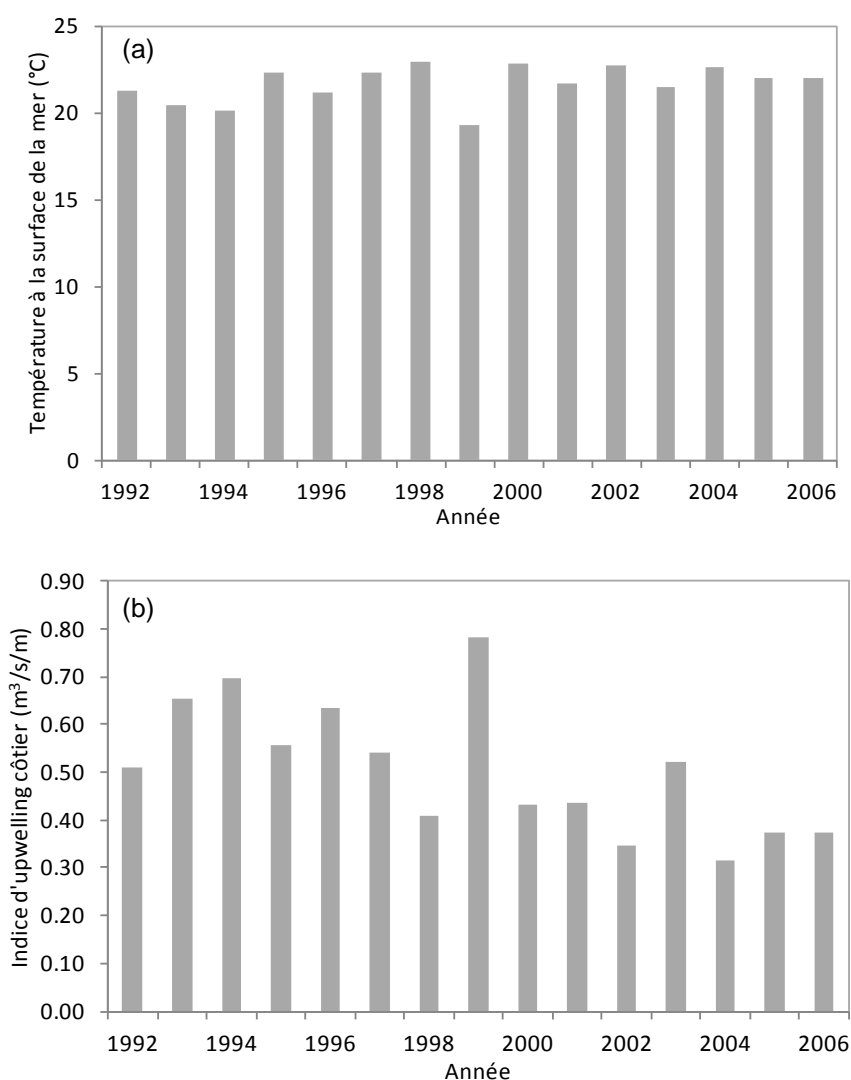 (a)
Température à la surface de la mer (°C)
25
20
15
10
5
0
1992 1994 1996 1998 2000 2002 2004 2006
Année
(b)
Indice d'upwelling côtier (m³/s/m)
0.90
0.80
0.70
0.60
0.50
0.40
0.30
0.20
0.10
0.00
1992 1994 1996 1998 2000 2002 2004 2006
Année